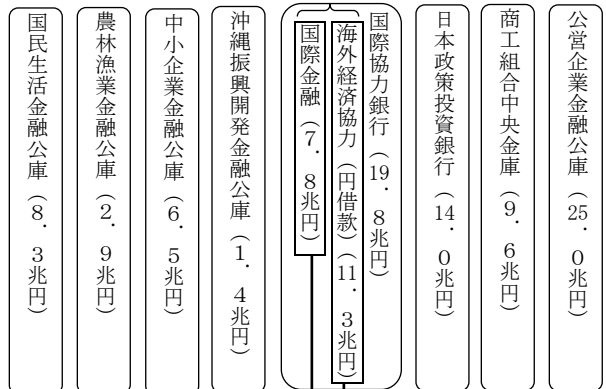 公営企業金融公庫（25．0兆円）
商工組合中央金庫（9．6兆円）
日本政策投資銀行（14．0兆円）
国際協力銀行（19．8兆円）
海外経済協力（円借款）（11．3兆円）
国際金融（7．8兆円）
沖縄振興開発金融公庫（1．4兆円）
中小企業金融公庫（6．5兆円）
農林漁業金融公庫（2．9兆円）
国民生活金融公庫（8．3兆円）